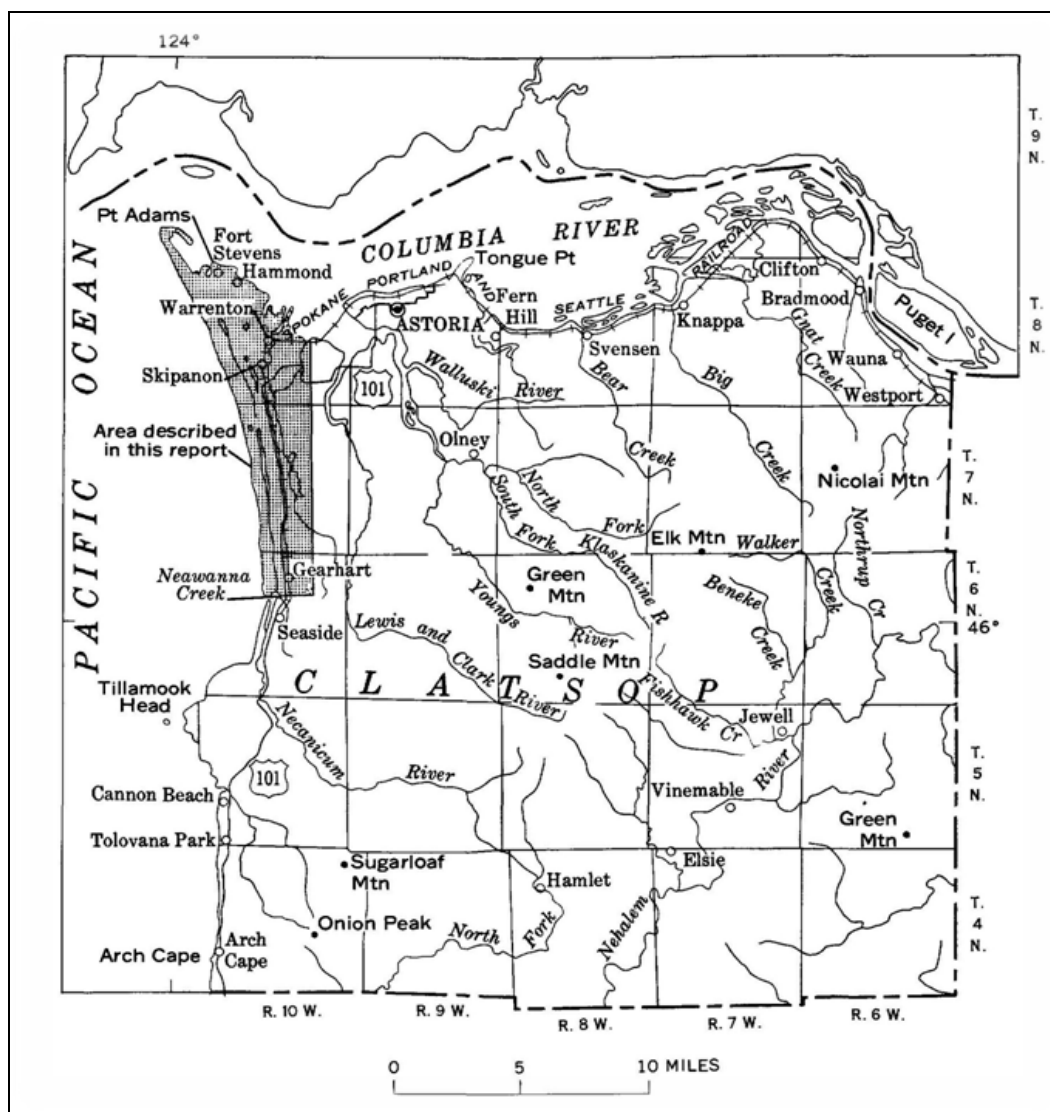 124°
T. 9 N.
Pt Adams
Fort Stevens
Hammond
COLUMBIA RIVER
Tongue Pt
PORTLAND
AND
RAILROAD
Clifton
Warrenton
POKANE
ASTORIA
Fern Hill
SEATTLE
Knappa
Bradmood
Puget I
T. 8 N.
Skipanon
101
Walluski River
Svensen
Bear Creek
Big Creek
Gnat Creek
Wauna
Westport
PACIFIC OCEAN
Area described in this report
Olney
Nicolai Mtn
T. 7 N.
North Fork
South Fork
Klaskanine R
Elk Mtn
Walker Creek
Northrup Cr
Neawanna Creek
Gearhart
Green Mtn
Beneke Creek
T. 6 N.
46°
Seaside
Youngs River
Lewis and Clark River
Saddle Mtn
CLATSOP
Tillamook Head
Fishhawk Cr
Jewell
Necanicum River
101
River
T. 5 N.
Cannon Beach
Vinemable
Tolovana Park
Green Mtn
Sugarloaf Mtn
Elsie
Hamlet
Onion Peak
North Fork
Nehalem
T. 4 N.
Arch Cape
Arch Cape
R. 10 W.
R. 9 W.
R. 8 W.
R. 7 W.
R. 6 W.
0 5 10 MILES